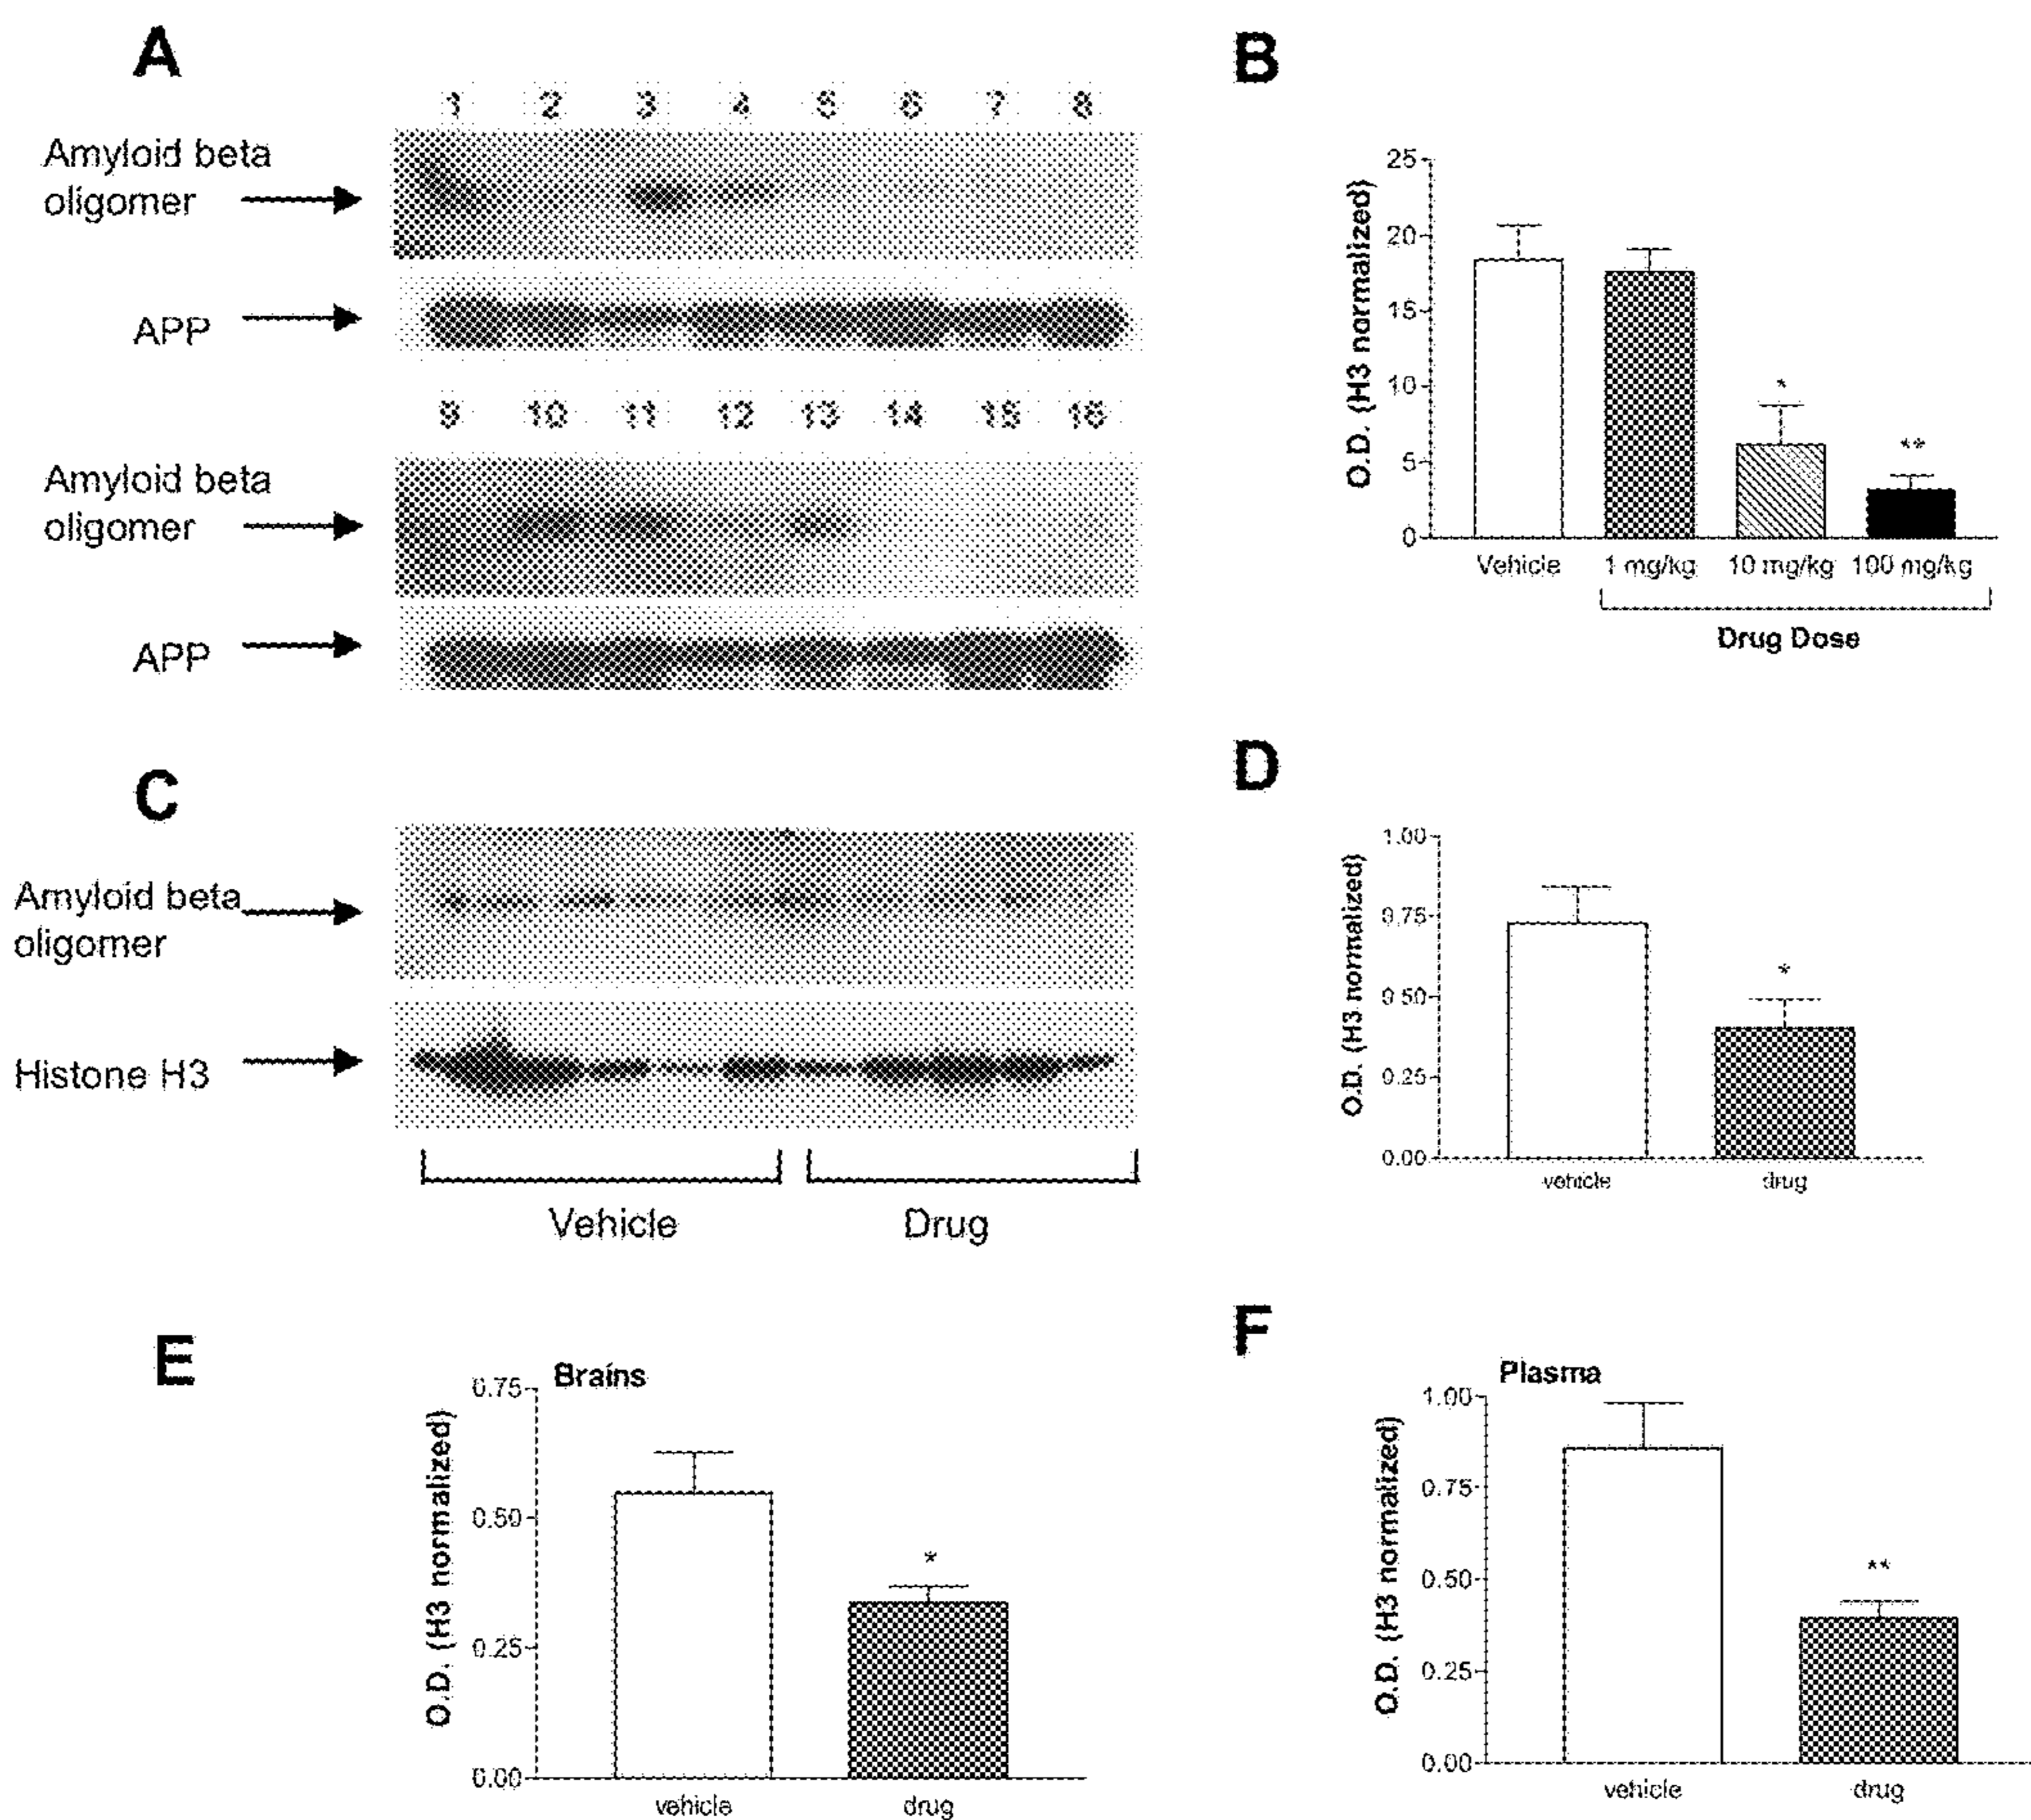 A
1 2 3 4 5 6 7 8
Amyloid beta
oligomer
APP
9 10 11 12 13 14 15 16
Amyloid beta
oligomer
APP
B
25
20
15
10
5
0
O.D. (H3 normalized)
*
**
Vehicle 1 mg/kg 10 mg/kg 100 mg/kg
Drug Dose
C
Amyloid beta
oligomer
Histone H3
Vehicle Drug
D
1.00
0.75
0.50
0.25
0.00
O.D. (H3 normalized)
*
vehicle drug
E
Brains
0.75
0.50
0.25
0.00
O.D. (H3 normalized)
*
vehicle drug
F
Plasma
1.00
0.75
0.50
0.25
0.00
O.D. (H3 normalized)
**
vehicle drug